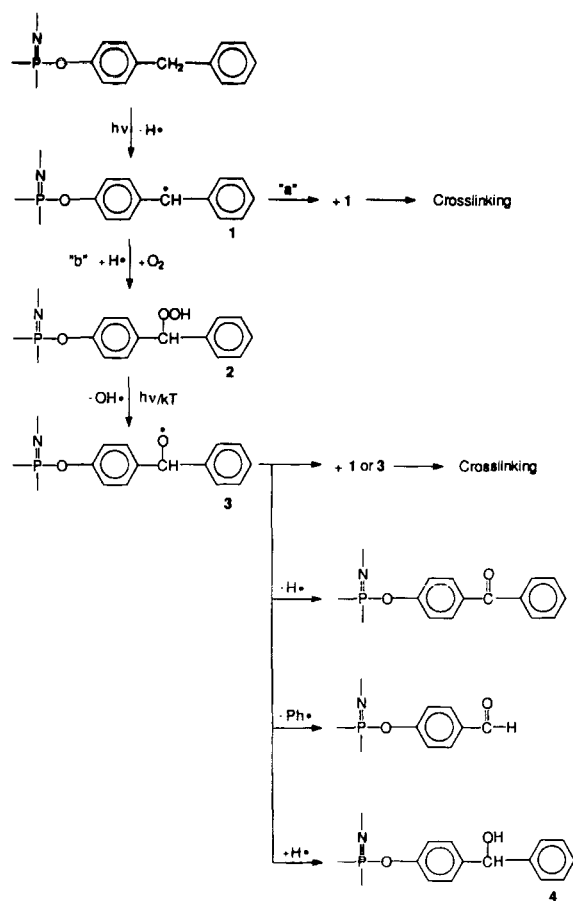 N
P—O— —CH₂—
hν - H•
N
P—O— —ĊH— "a" + 1 → Crosslinking
1
"b" + H• + O₂
OOH
N
P—O— —CH—
2
- OH• hν/kT
O•
N
P—O— —CH— + 1 or 3 → Crosslinking
3
- H•
N O
P—O— —C—
- Ph•
N O
P—O— —C—H
+ H•
N OH
P—O— —CH—
4